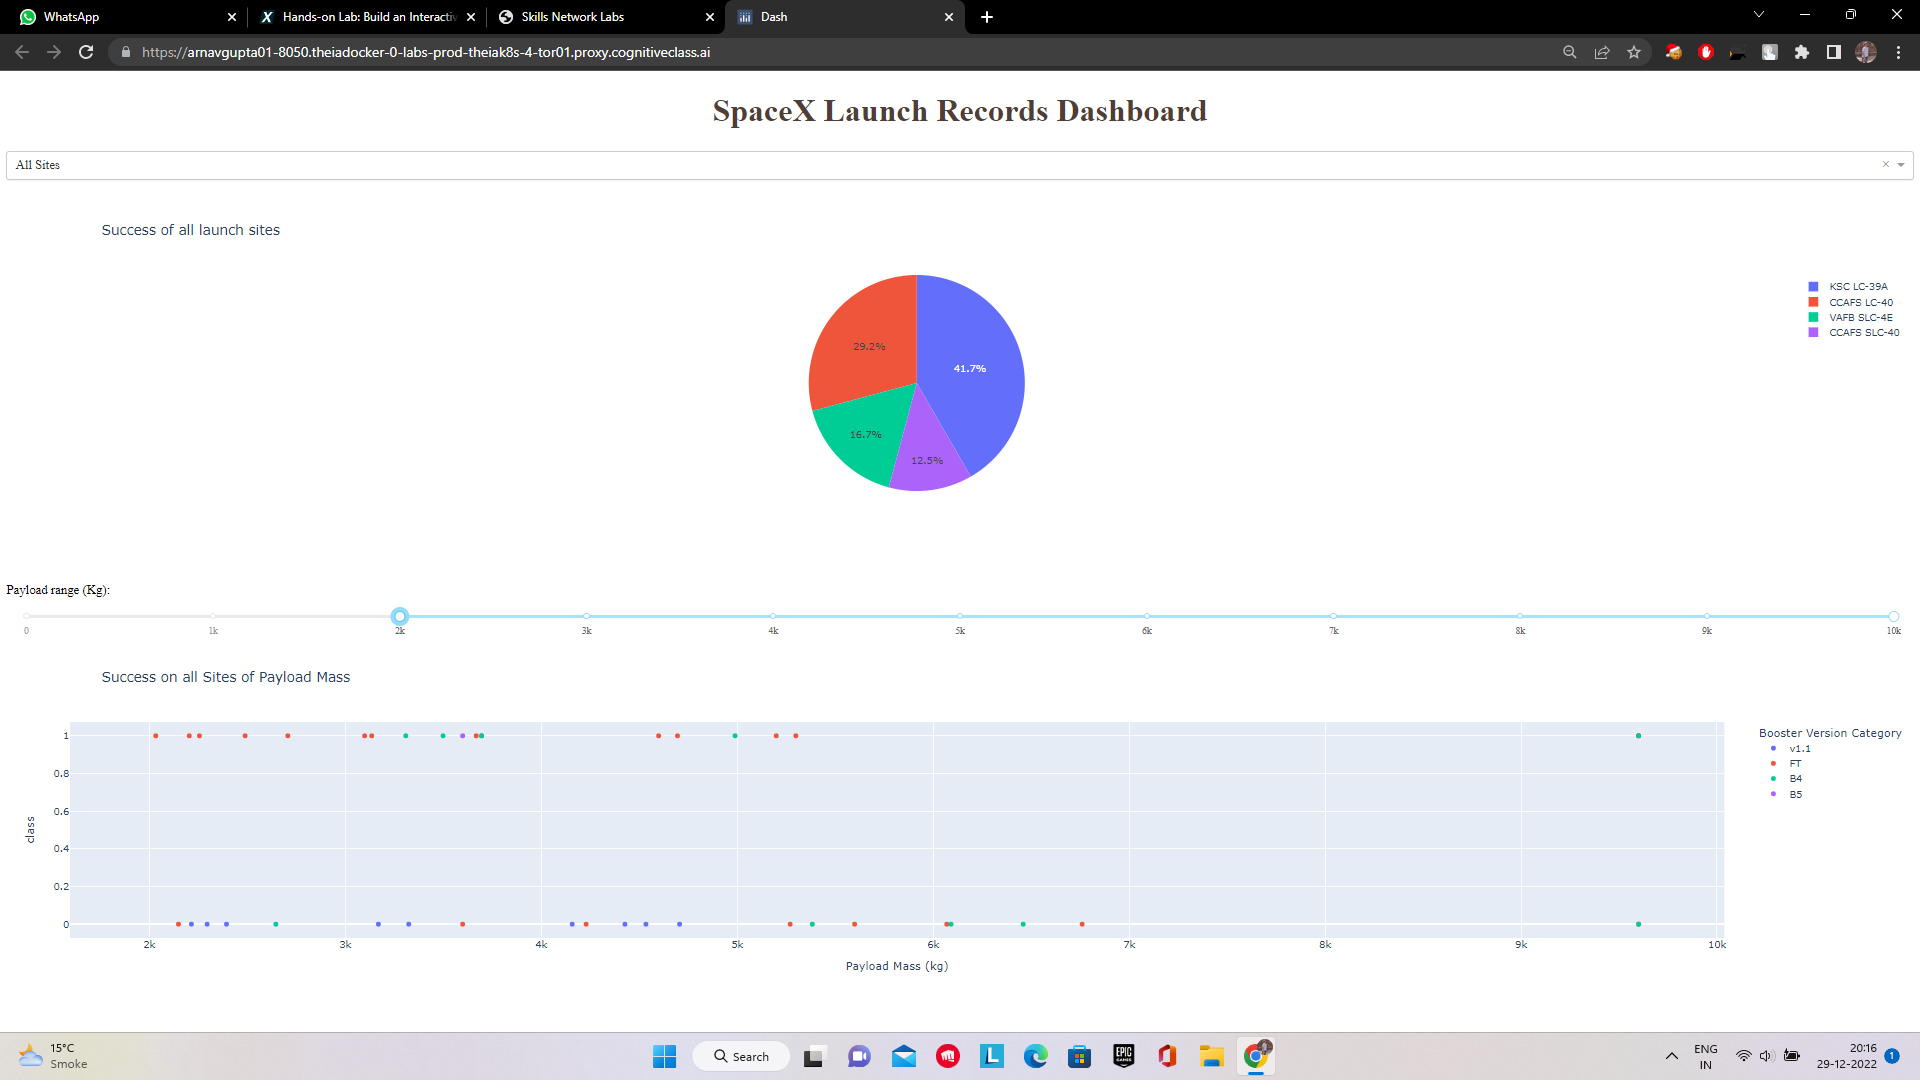 WhatsApp
Hands-on Lab: Build an Interactiv
Skills Network Labs
Dash
https://arnavgupta01-8050.theiadocker-0-labs-prod-theiak8s-4-tor01.proxy.cognitiveclass.ai
SpaceX Launch Records Dashboard
All Sites
Success of all launch sites
KSC LC-39A
CCAFS LC-40
VAFB SLC-4E
CCAFS SLC-40
29.2%
41.7%
16.7%
12.5%
Payload range (Kg):
0 1k 2k 3k 4k 5k 6k 7k 8k 9k 10k
Success on all Sites of Payload Mass
Booster Version Category
v1.1
FT
B4
B5
1
0.8
0.6
0.4
0.2
0
class
2k 3k 4k 5k 6k 7k 8k 9k 10k
Payload Mass (kg)
15°C
Smoke
Search
EPIC GAMES
ENG
IN
20:16
29-12-2022
1